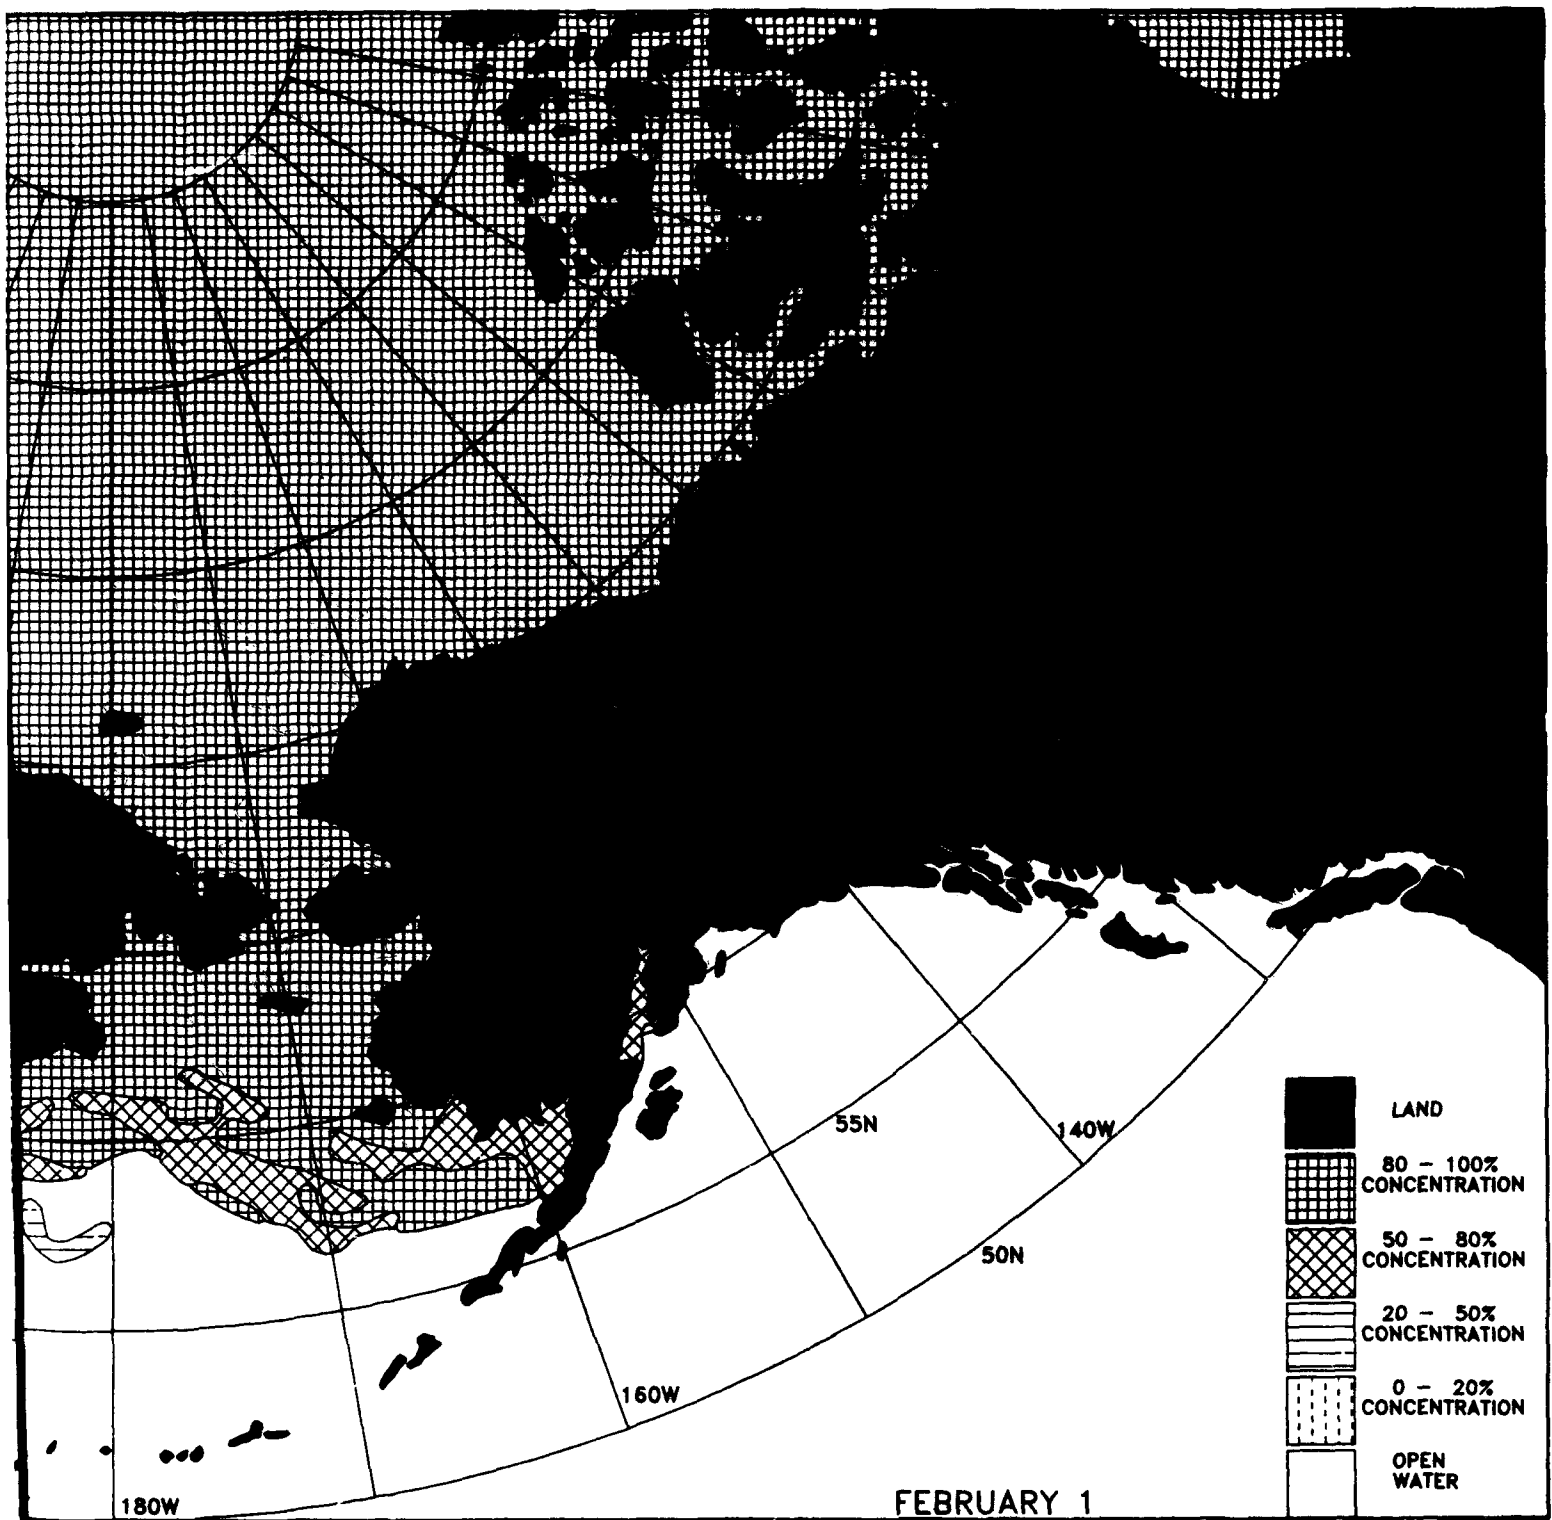 55N
140W
50N
160W
180W
FEBRUARY 1
LAND
80 - 100%
CONCENTRATION
50 - 80%
CONCENTRATION
20 - 50%
CONCENTRATION
0 - 20%
CONCENTRATION
OPEN
WATER